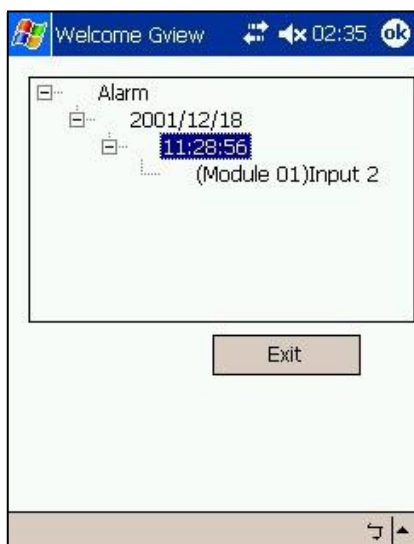 Welcome Gview 02:35 ok
Alarm
2001/12/18
11:28:56
(Module 01)Input 2
Exit